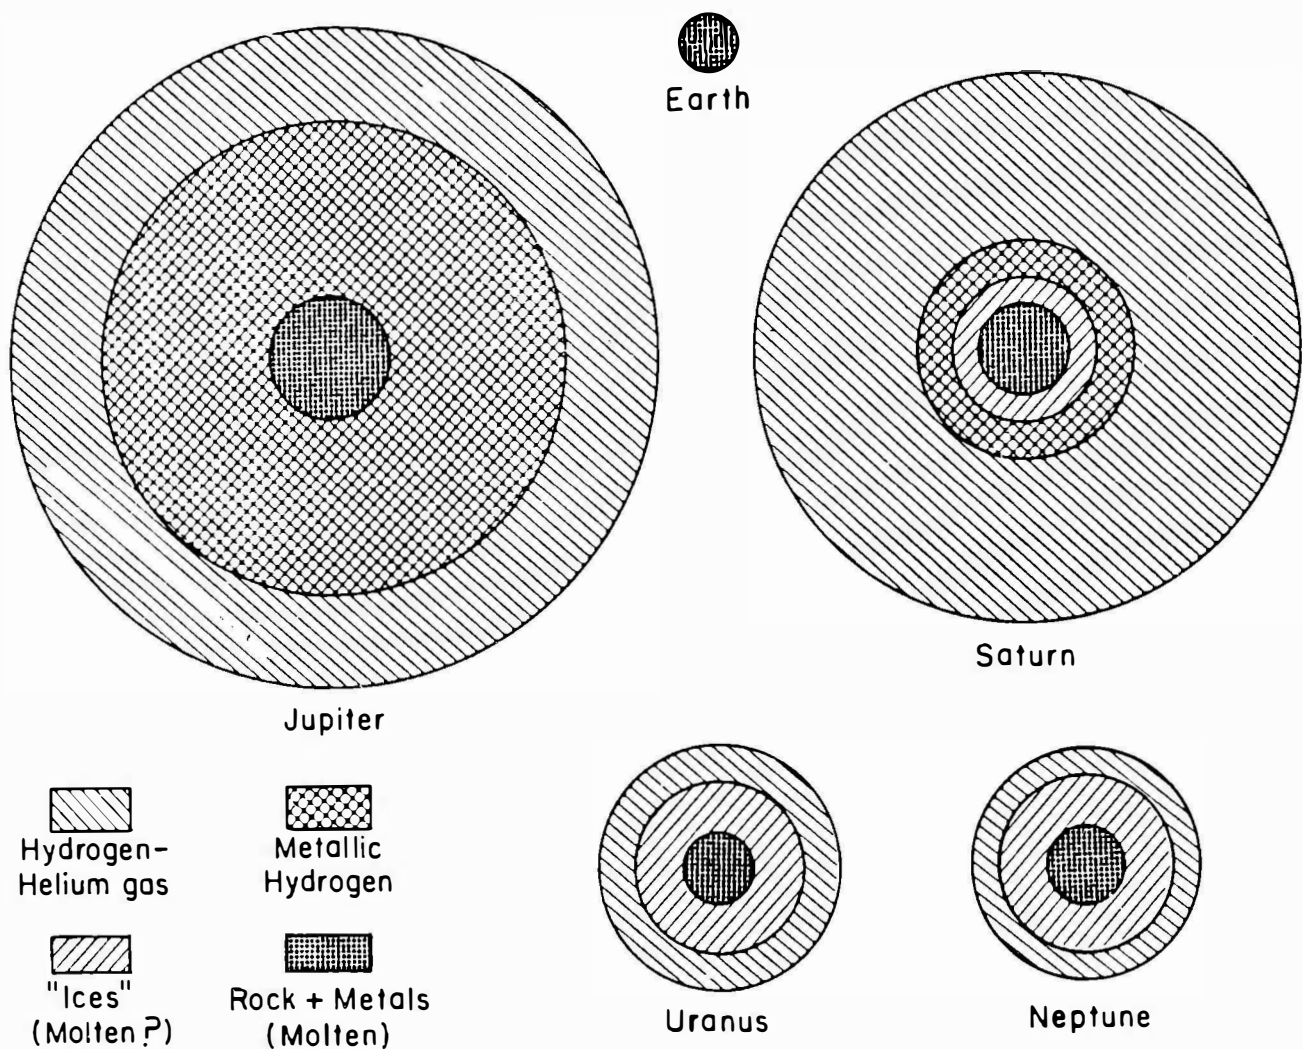 Earth
Saturn
Jupiter
Hydrogen-
Helium gas
Metallic
Hydrogen
"Ices"
(Molten?)
Rock + Metals
(Molten)
Uranus
Neptune